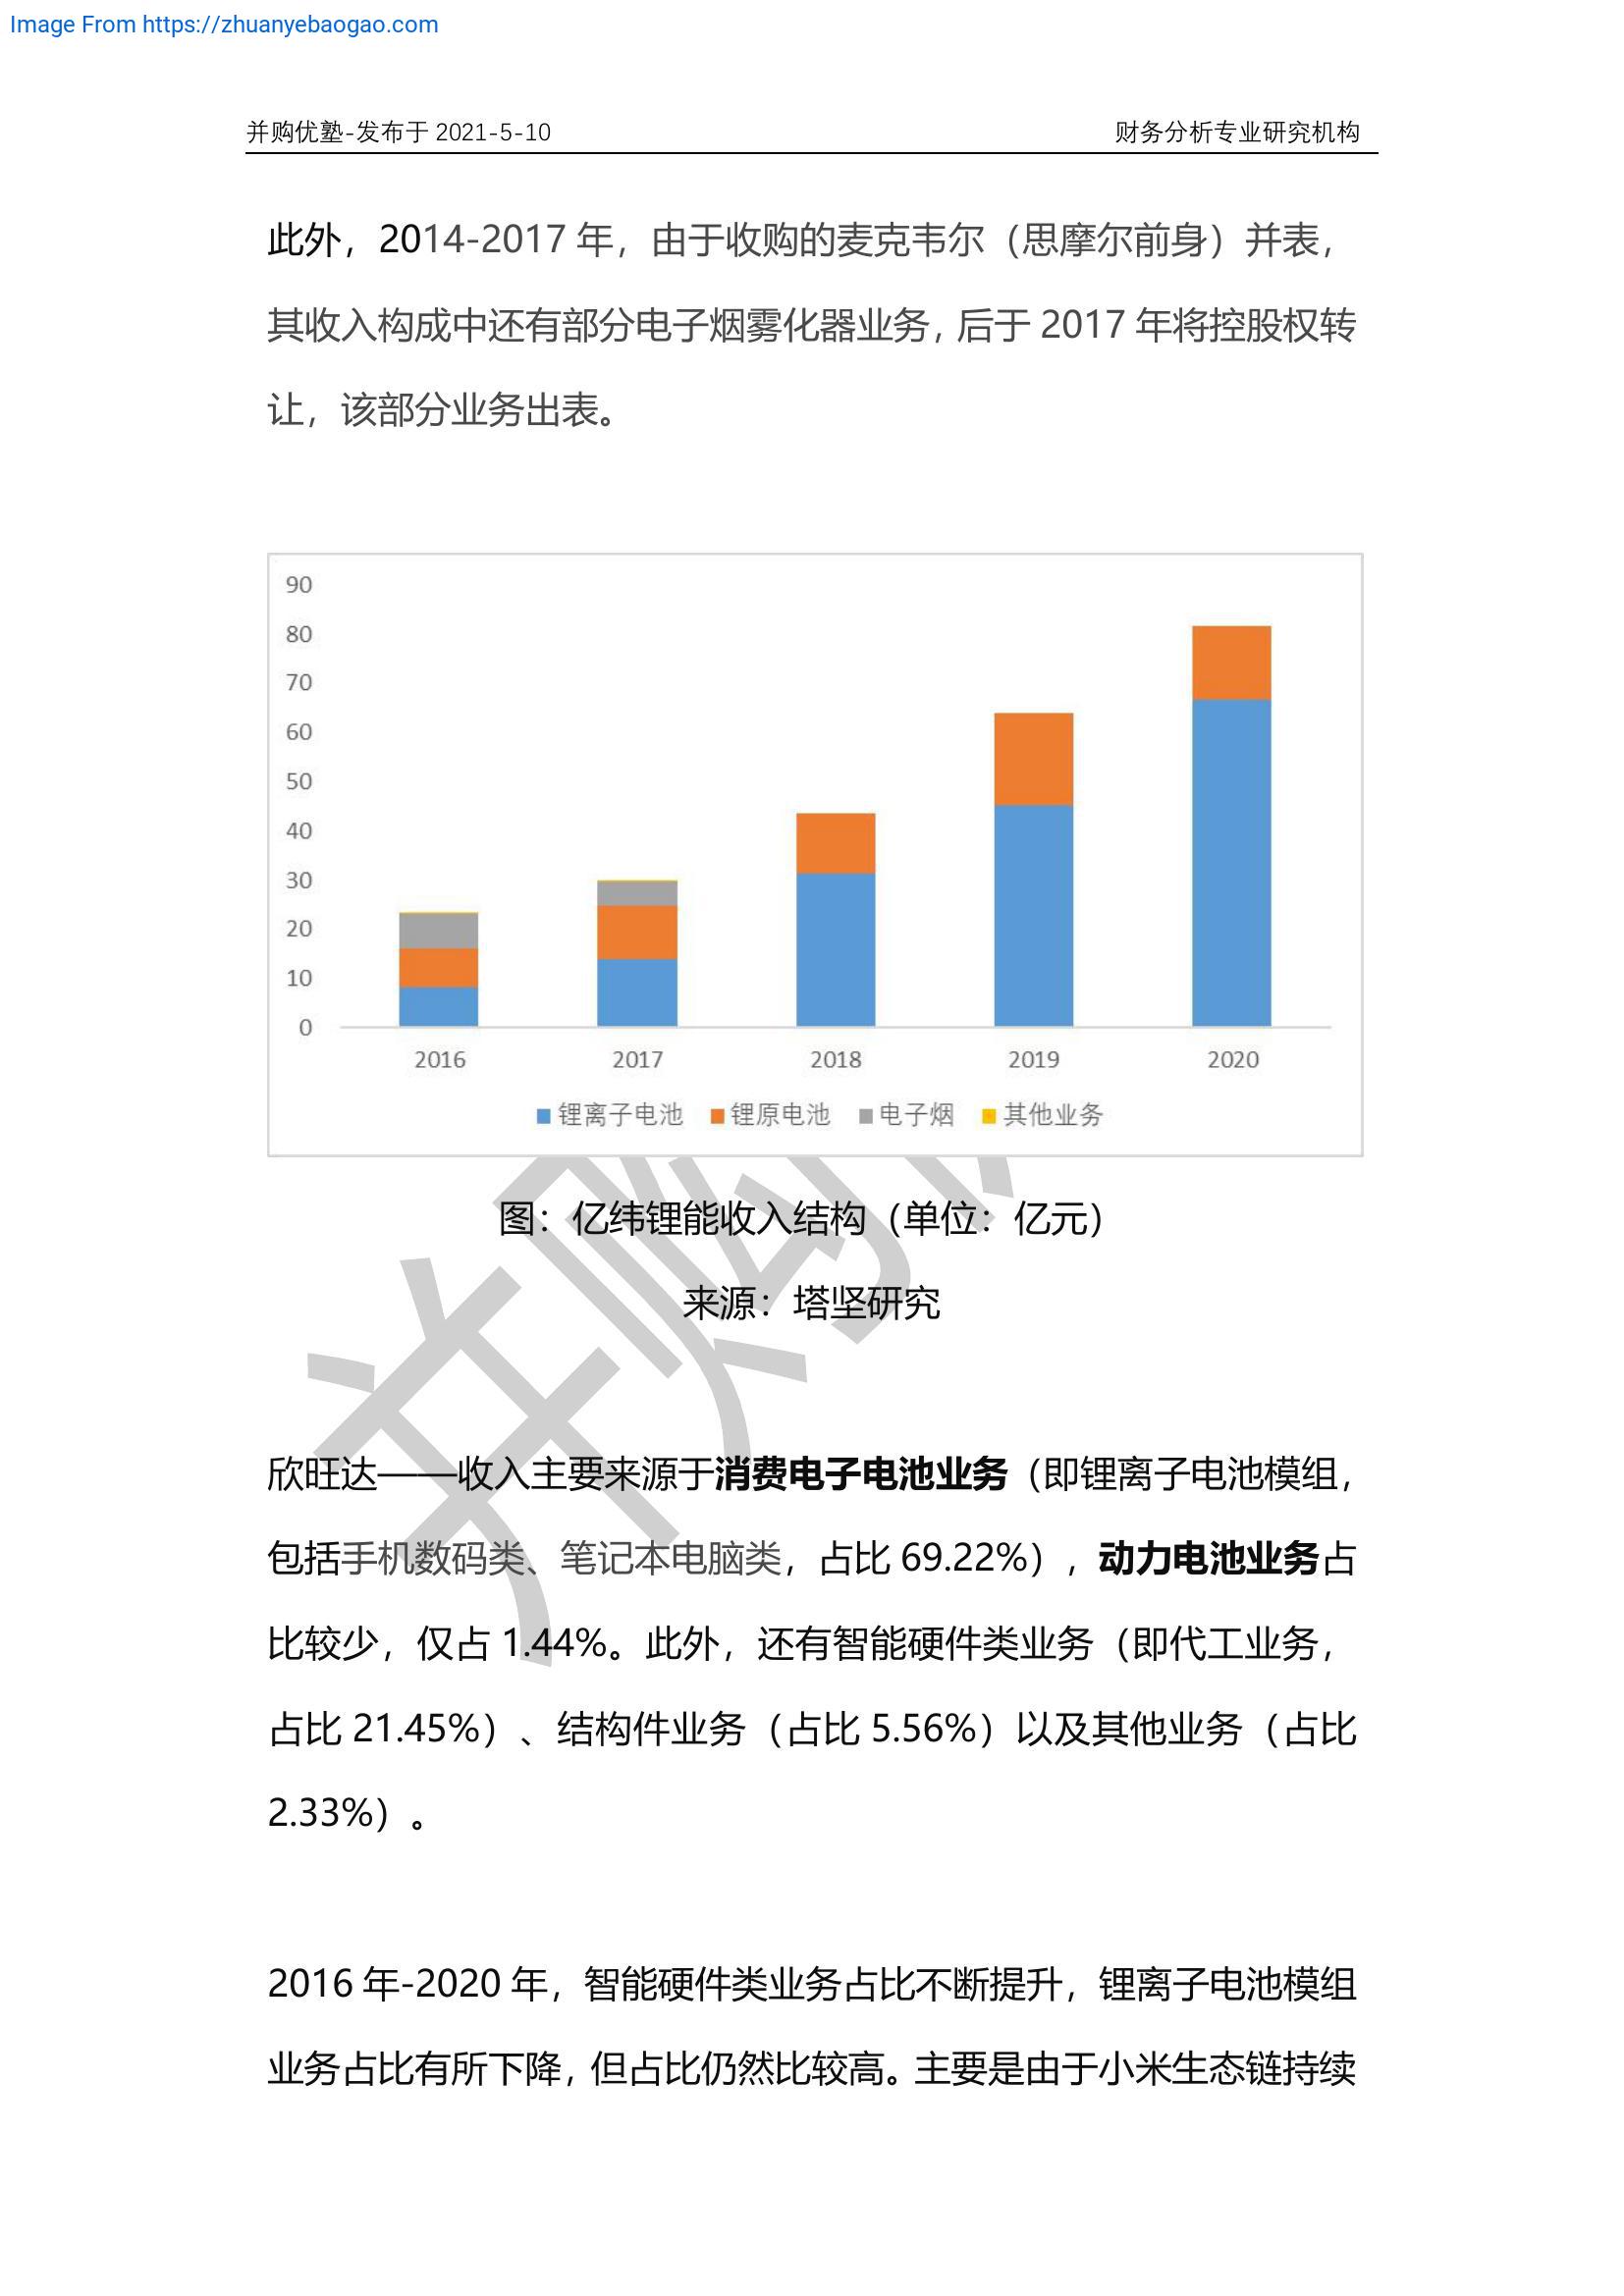 Image From https://zhuanyebaogao.com
并购优塾-发布于 2021-5-10 财务分析专业研究机构
此外，2014-2017 年，由于收购的麦克韦尔（思摩尔前身）并表，
其收入构成中还有部分电子烟雾化器业务，后于 2017 年将控股权转
让，该部分业务出表。
90
80
70
60
50
40
30
20
10
0
2016 2017 2018 2019 2020
锂离子电池 锂原电池 电子烟 其他业务
图：亿纬锂能收入结构（单位：亿元）
来源：塔坚研究
欣旺达——收入主要来源于消费电子电池业务（即锂离子电池模组，
包括手机数码类、笔记本电脑类，占比 69.22%），动力电池业务占
比较少，仅占 1.44%。此外，还有智能硬件类业务（即代工业务，
占比 21.45%）、结构件业务（占比 5.56%）以及其他业务（占比
2.33%）。
2016 年-2020 年，智能硬件类业务占比不断提升，锂离子电池模组
业务占比有所下降，但占比仍然比较高。主要是由于小米生态链持续
并购